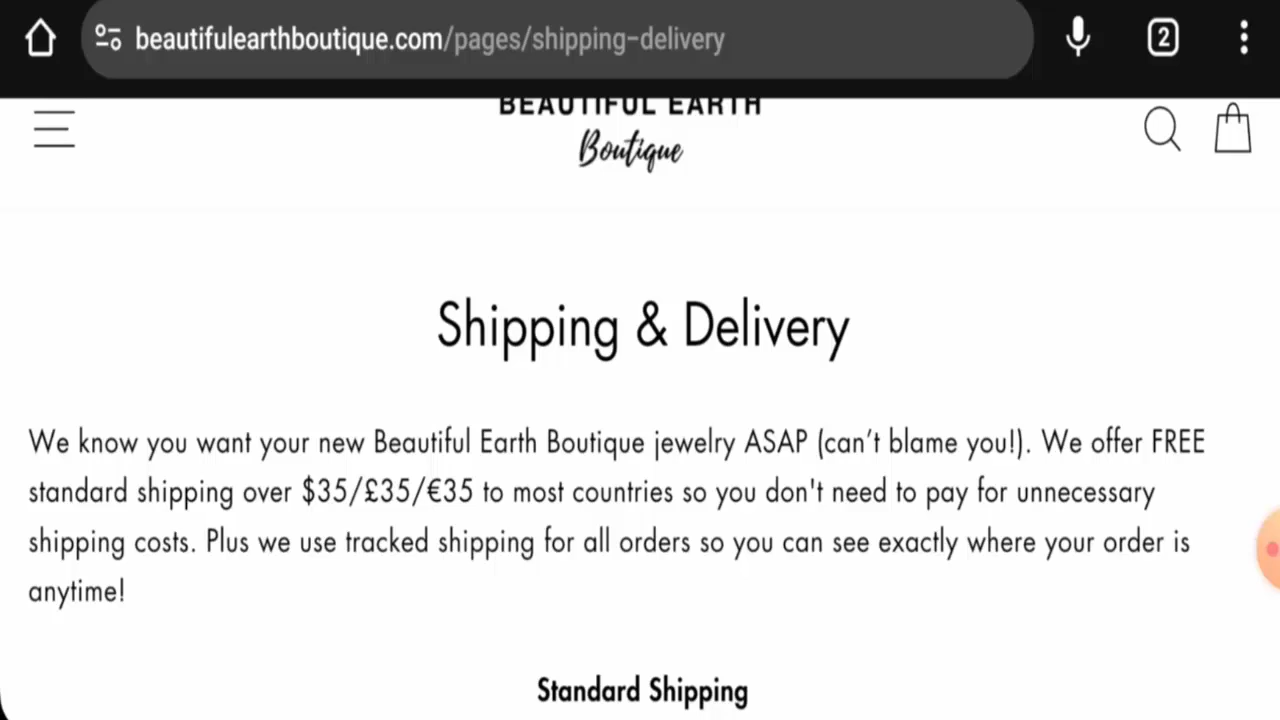 beautifulearthboutique.com/pages/shipping-delivery
2
BEAUTIFUL EARTH
Boutique
Shipping & Delivery
We know you want your new Beautiful Earth Boutique jewelry ASAP (can't blame you!). We offer FREE
standard shipping over $35/£35/€35 to most countries so you don't need to pay for unnecessary
shipping costs. Plus we use tracked shipping for all orders so you can see exactly where your order is
anytime!
Standard Shipping